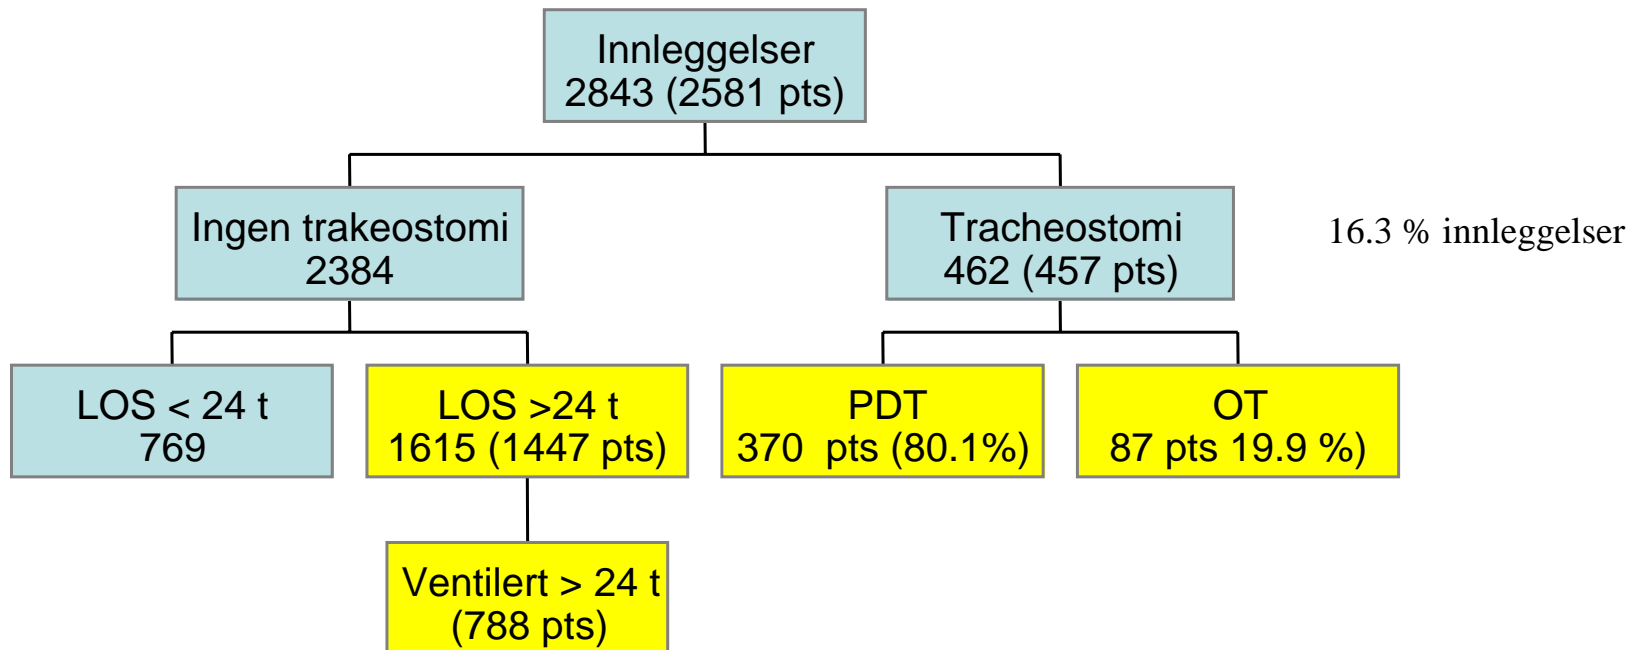 Innleggelser
2843 (2581 pts)
Ingen trakeostomi
2384
Tracheostomi
462 (457 pts)
16.3 % innleggelser
LOS < 24 t
769
LOS >24 t
1615 (1447 pts)
PDT
370 pts (80.1%)
OT
87 pts 19.9 %)
Ventilert > 24 t
(788 pts)